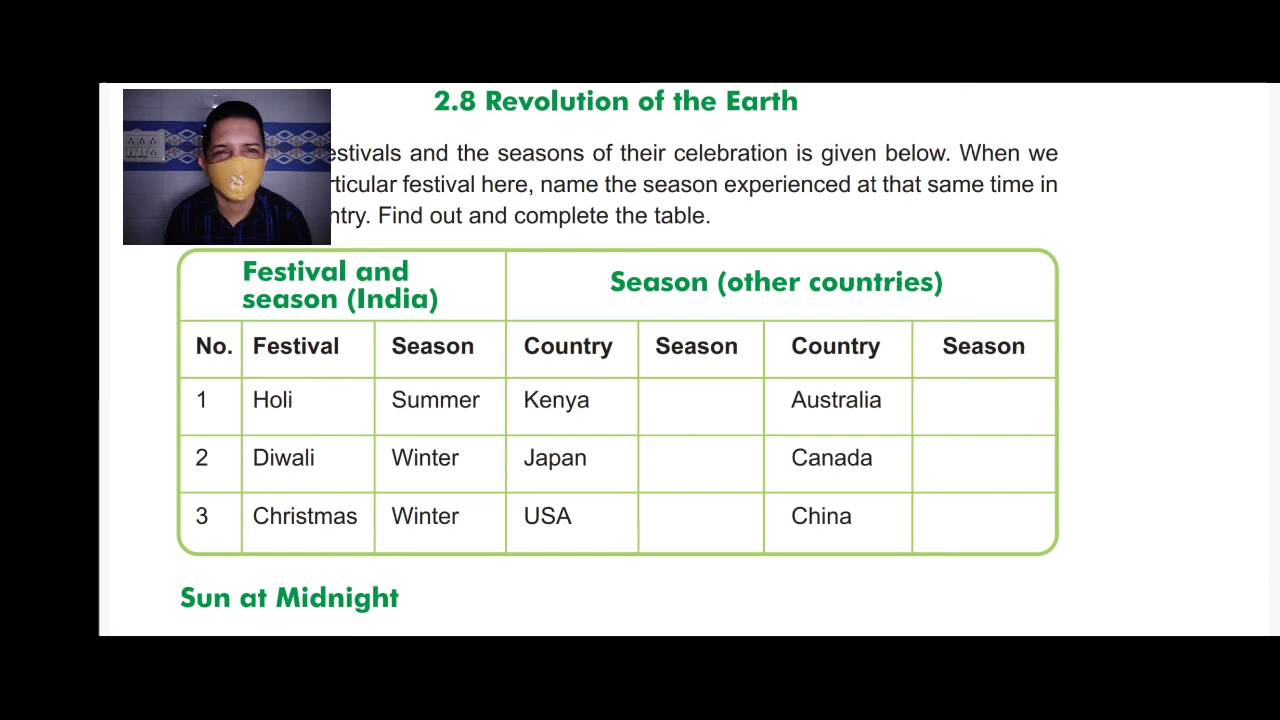 2.8 Revolution of the Earth
estivals and the seasons of their celebration is given below. When we
rticular festival here, name the season experienced at that same time in
ntry. Find out and complete the table.
Festival and season (India) Season (other countries)
No. Festival Season Country Season Country Season
1 Holi Summer Kenya Australia
2 Diwali Winter Japan Canada
3 Christmas Winter USA China
Sun at Midnight